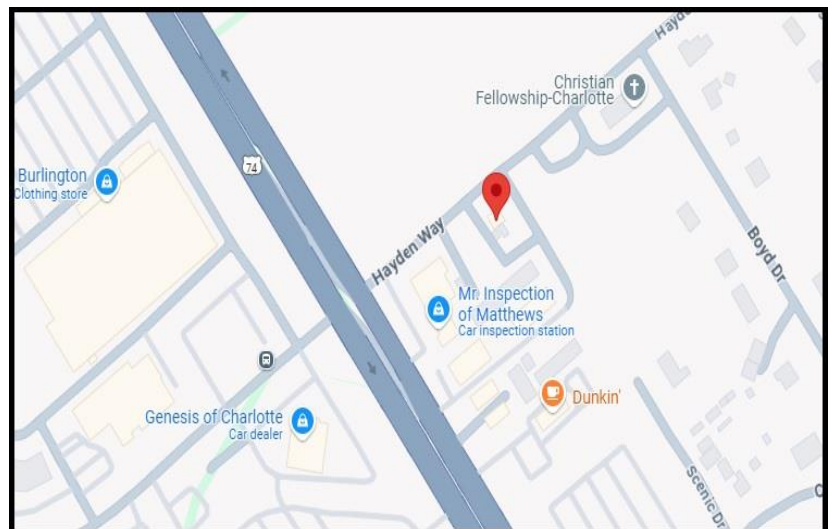 Hayde
Christian
Fellowship-Charlotte
74
Burlington
Clothing store
Hayden Way
Boyd Dr
Mr. Inspection
of Matthews
Car inspection station
Dunkin'
Genesis of Charlotte
Car dealer
Scenic Dr